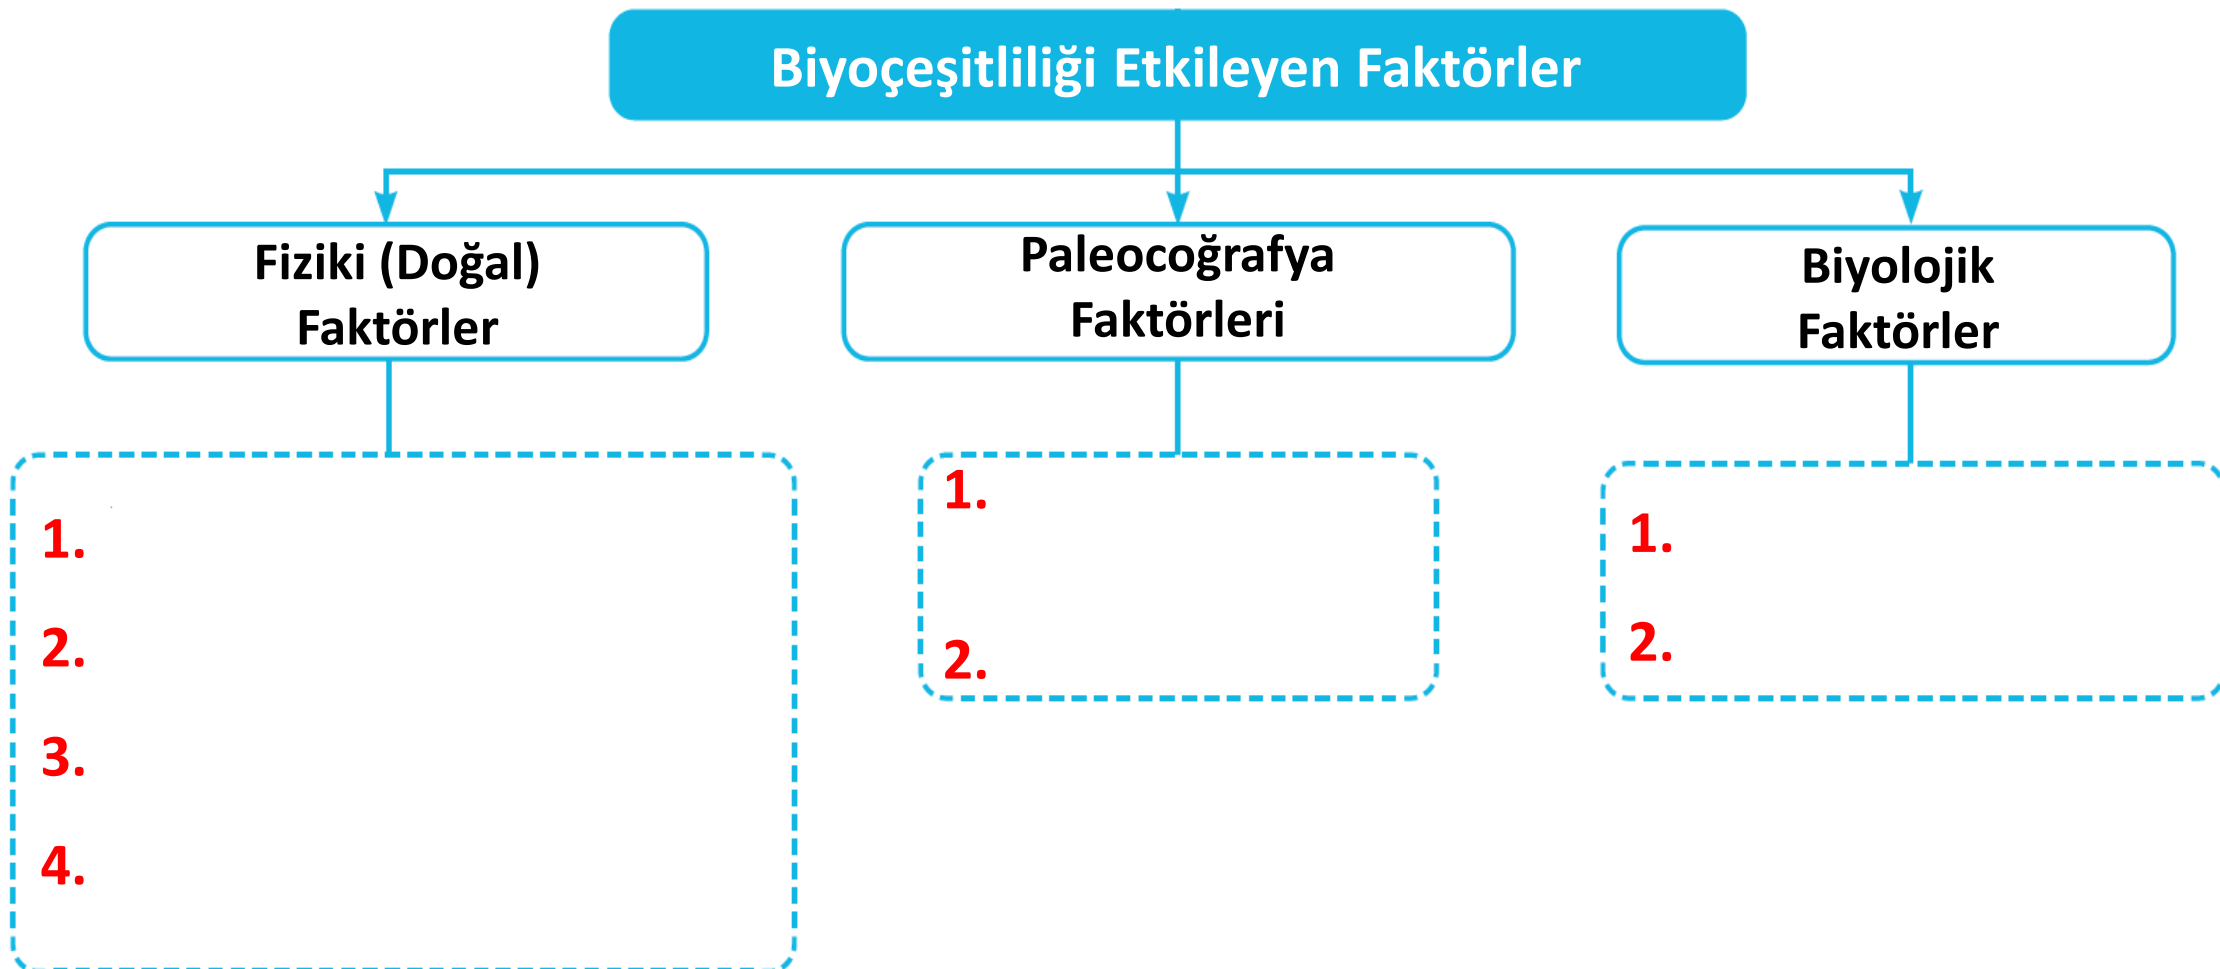 Biyoçeşitliliği Etkileyen Faktörler
Fiziki (Doğal)
Faktörler
Paleocoğrafya
Faktörleri
Biyolojik
Faktörler
1.
2.
3.
4.
1.
2.
1.
2.